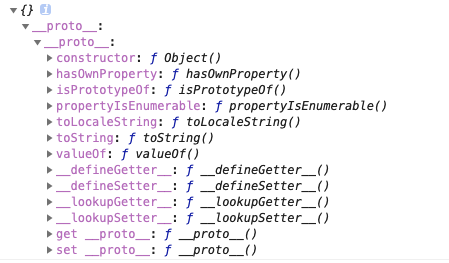 ▼{} i
▼__proto__:
▼__proto__:
▶constructor: ƒ Object()
▶hasOwnProperty: ƒ hasOwnProperty()
▶isPrototypeOf: ƒ isPrototypeOf()
▶propertyIsEnumerable: ƒ propertyIsEnumerable()
▶toLocaleString: ƒ toLocaleString()
▶toString: ƒ toString()
▶valueOf: ƒ valueOf()
▶__defineGetter__: ƒ __defineGetter__()
▶__defineSetter__: ƒ __defineSetter__()
▶__lookupGetter__: ƒ __lookupGetter__()
▶__lookupSetter__: ƒ __lookupSetter__()
▶get __proto__: ƒ __proto__()
▶set __proto__: ƒ __proto__()